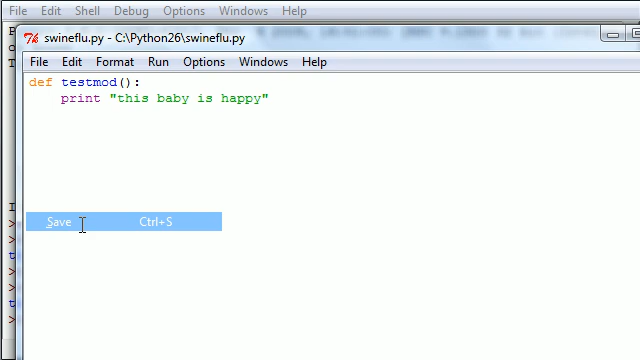 File Edit Shell Debug Options Windows Help
swineflu.py - C:\Python26\swineflu.py
File Edit Format Run Options Windows Help
def testmod():
print "this baby is happy"
Save Ctrl+S